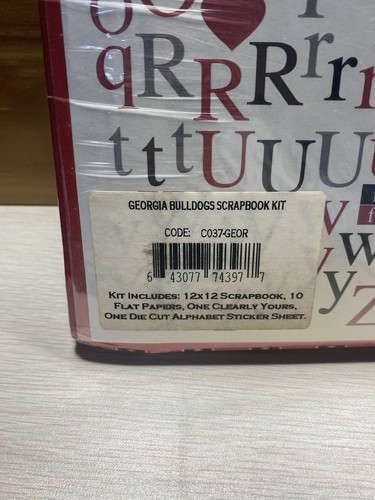 q R R R R r r r
t t t U U U U
GEORGIA BULLDOGS SCRAPBOOK KIT
CODE: C037-GEOR
6 43077 74397 7
KIT INCLUDES: 12X12 SCRAPBOOK, 10
FLAT PAPERS, ONE CLEARLY YOURS,
ONE DIE CUT ALPHABET STICKER SHEET.
w
y Z